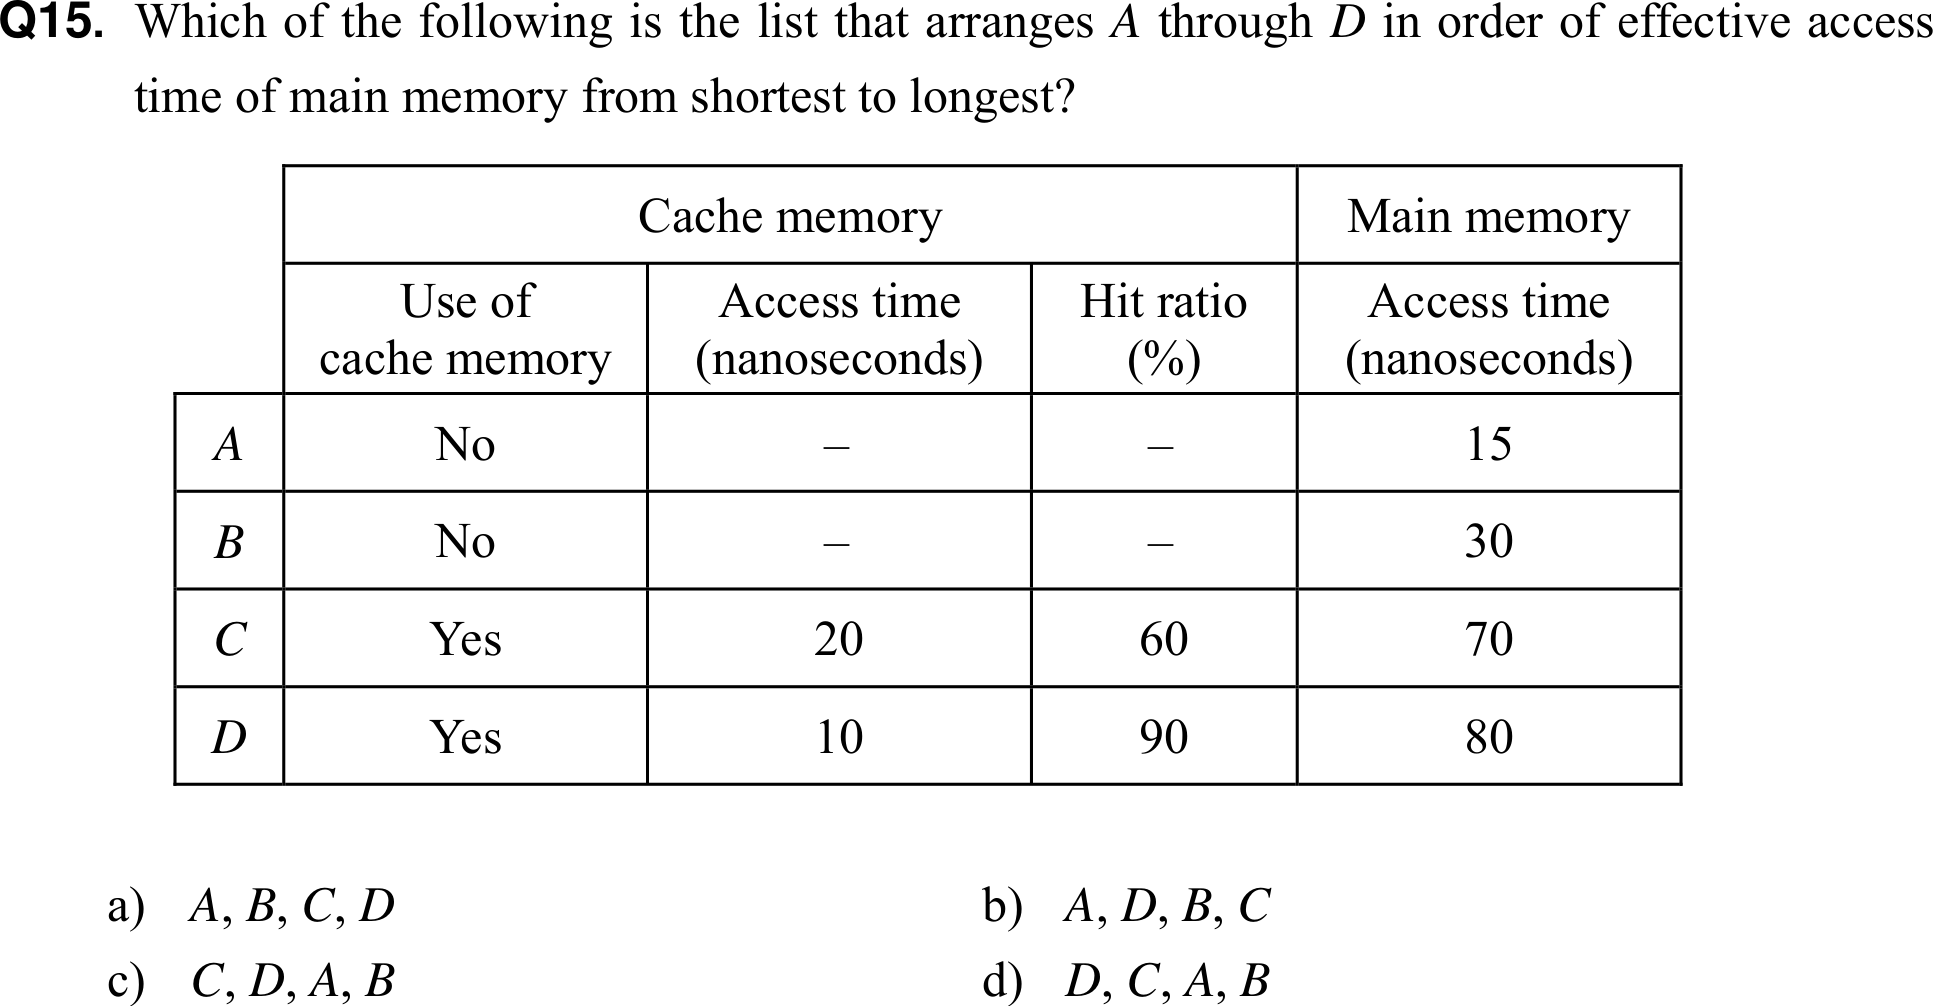 Q15. Which of the following is the list that arranges A through D in order of effective access
time of main memory from shortest to longest?
Cache memory Main memory
Use of cache memory Access time (nanoseconds) Hit ratio (%) Access time (nanoseconds)
A No – – 15
B No – – 30
C Yes 20 60 70
D Yes 10 90 80
a) A, B, C, D b) A, D, B, C
c) C, D, A, B d) D, C, A, B